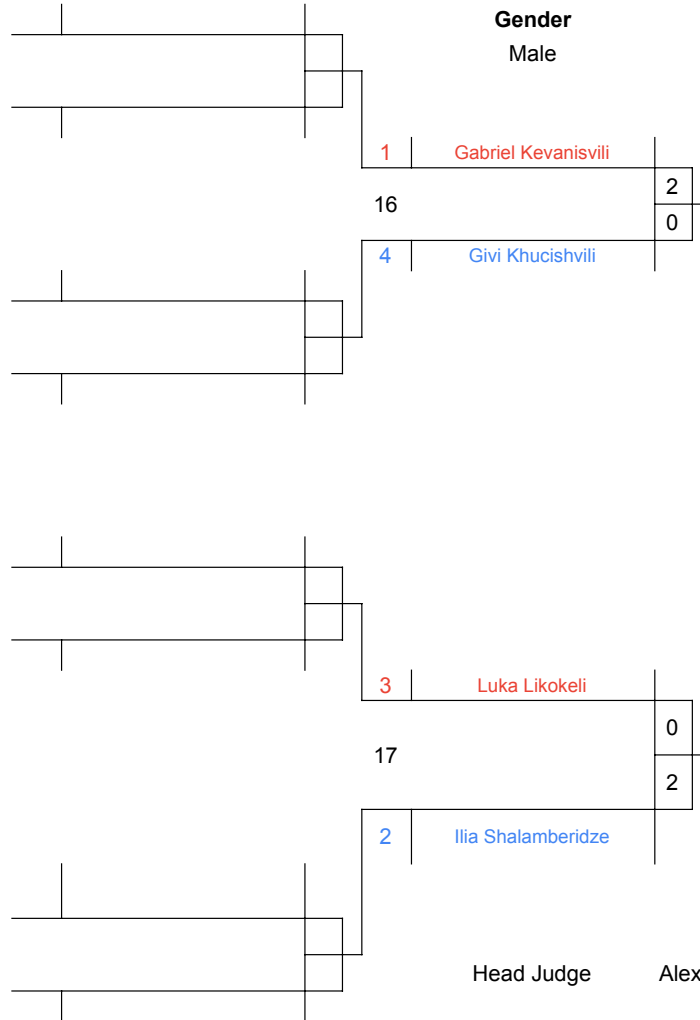 Gender
Male
1 Gabriel Kevanisvili
2
16
0
4 Givi Khucishvili
3 Luka Likokeli
0
17
2
2 Ilia Shalamberidze
Head Judge Alex